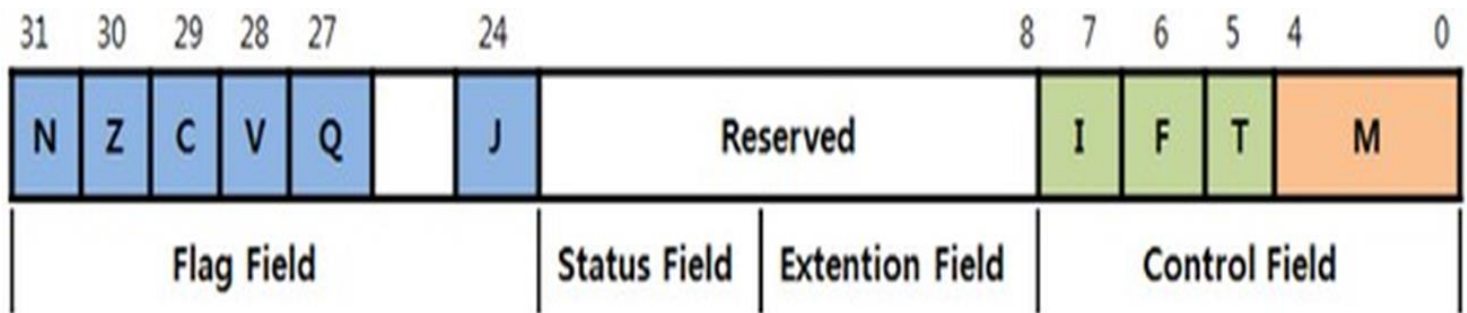 31 30 29 28 27 24 8 7 6 5 4 0
N Z C V Q J Reserved I F T M
Flag Field Status Field Extention Field Control Field